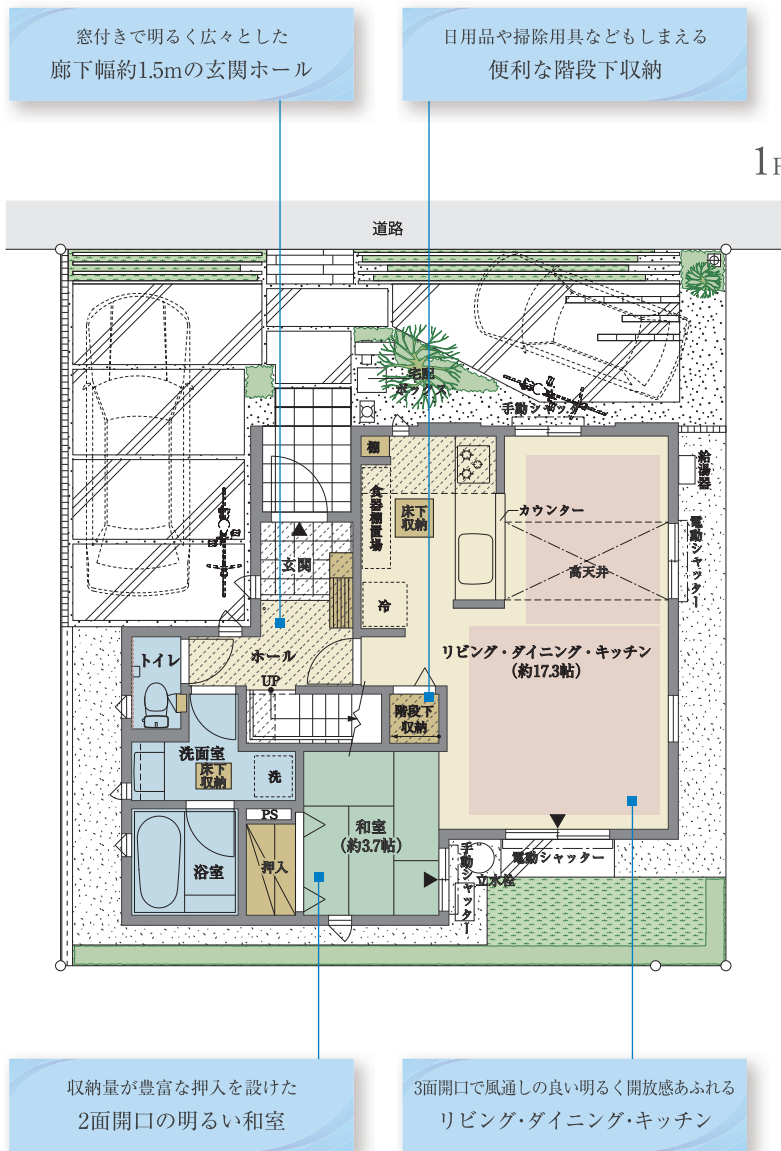 窓付きで明るく広々とした
廊下幅約1.5mの玄関ホール
日用品や掃除用具などもしまえる
便利な階段下収納
1F
道路
宅配
ボックス
手動シャッター
棚
食器棚置場
床下
収納
カウンター
給湯器
電動シャッター
高天井
玄関
冷
トイレ
ホール
UP
リビング・ダイニング・キッチン
(約17.3帖)
階段下
収納
洗面室
床下
収納
洗
PS
和室
(約3.7帖)
押入
浴室
手動シャッター
電動シャッター
立水栓
収納量が豊富な押入を設けた
2面開口の明るい和室
3面開口で風通しの良い明るく開放感あふれる
リビング・ダイニング・キッチン